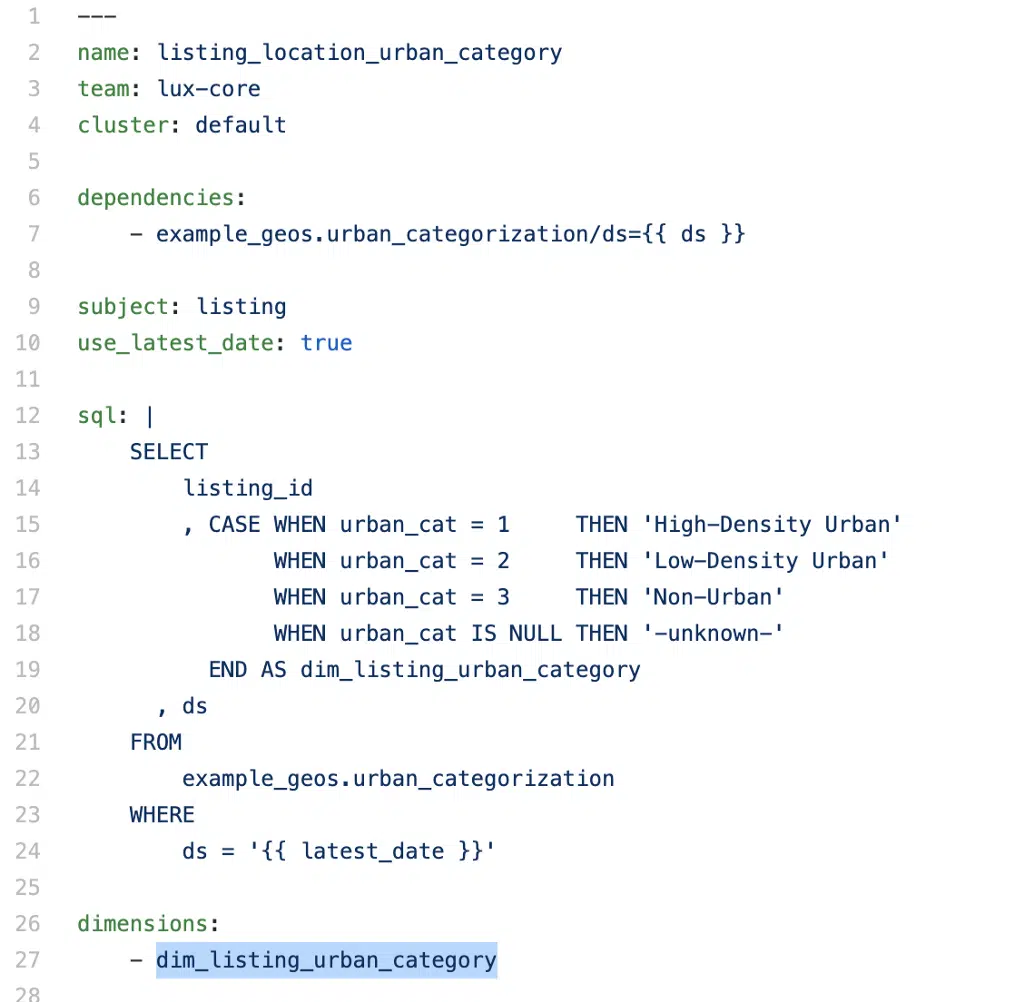 1 ---
2 name: listing_location_urban_category
3 team: lux-core
4 cluster: default
5
6 dependencies:
7     - example_geos.urban_categorization/ds={{ ds }}
8
9 subject: listing
10 use_latest_date: true
11
12 sql: |
13     SELECT
14         listing_id
15         , CASE WHEN urban_cat = 1     THEN 'High-Density Urban'
16                WHEN urban_cat = 2     THEN 'Low-Density Urban'
17                WHEN urban_cat = 3     THEN 'Non-Urban'
18                WHEN urban_cat IS NULL THEN '-unknown-'
19           END AS dim_listing_urban_category
20       , ds
21     FROM
22         example_geos.urban_categorization
23     WHERE
24         ds = '{{ latest_date }}'
25
26 dimensions:
27     - dim_listing_urban_category
28